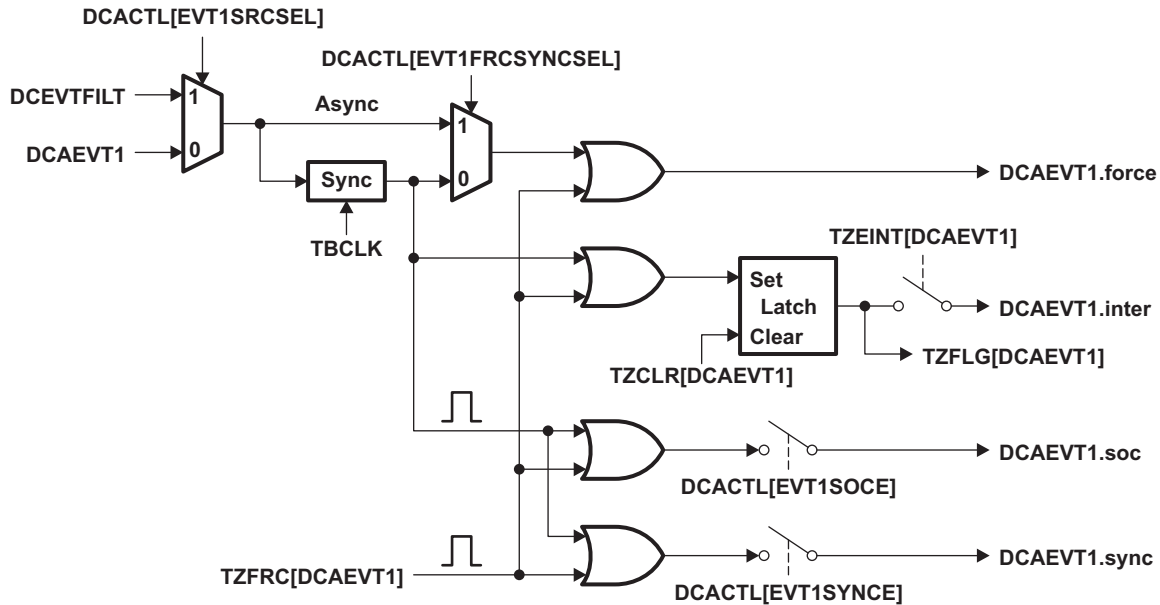 DCACTL[EVT1SRCSEL]
DCACTL[EVT1FRCSYNCSEL]
DCEVTFILT
1
Async
1
DCAEVT1
0
Sync
0
DCAEVT1.force
TBCLK
TZEINT[DCAEVT1]
Set
Latch
DCAEVT1.inter
Clear
TZFLG[DCAEVT1]
TZCLR[DCAEVT1]
DCAEVT1.soc
DCACTL[EVT1SOCE]
DCAEVT1.sync
TZFRC[DCAEVT1]
DCACTL[EVT1SYNCE]